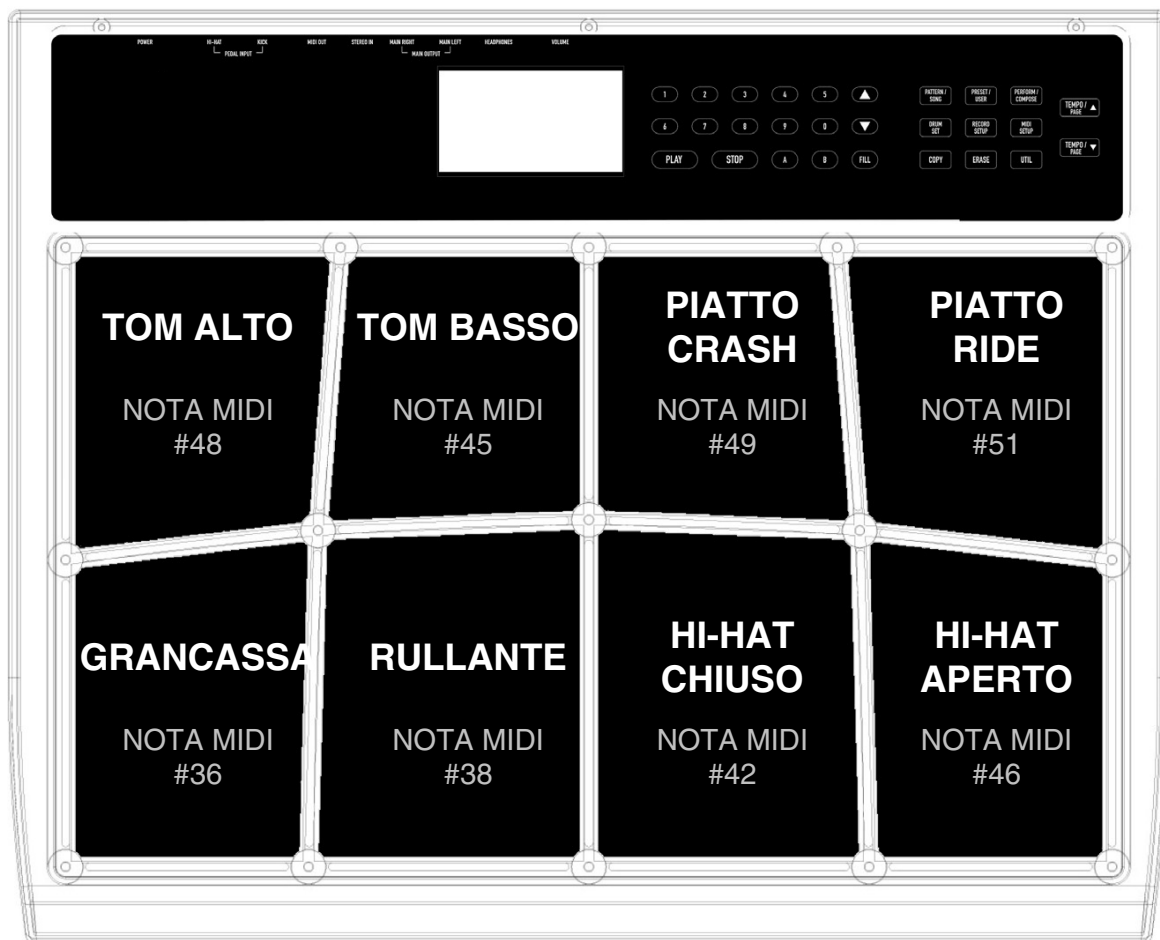 POWER HI-HAT KICK MIDI OUT STEREO IN MAIN RIGHT MAIN LEFT HEADPHONES VOLUME
PEDAL INPUT MAIN OUTPUT
1 2 3 4 5
PATTERN / SONG
PRESET / USER
PERFORM / COMPOSE
TEMPO / PAGE
6 7 8 9 0
DRUM SET
RECORD SETUP
MIDI SETUP
TEMPO / PAGE
PLAY STOP A B FILL
COPY ERASE UTIL
TOM ALTO
NOTA MIDI
#48
TOM BASSO
NOTA MIDI
#45
PIATTO
CRASH
NOTA MIDI
#49
PIATTO
RIDE
NOTA MIDI
#51
GRANCASSA
NOTA MIDI
#36
RULLANTE
NOTA MIDI
#38
HI-HAT
CHIUSO
NOTA MIDI
#42
HI-HAT
APERTO
NOTA MIDI
#46